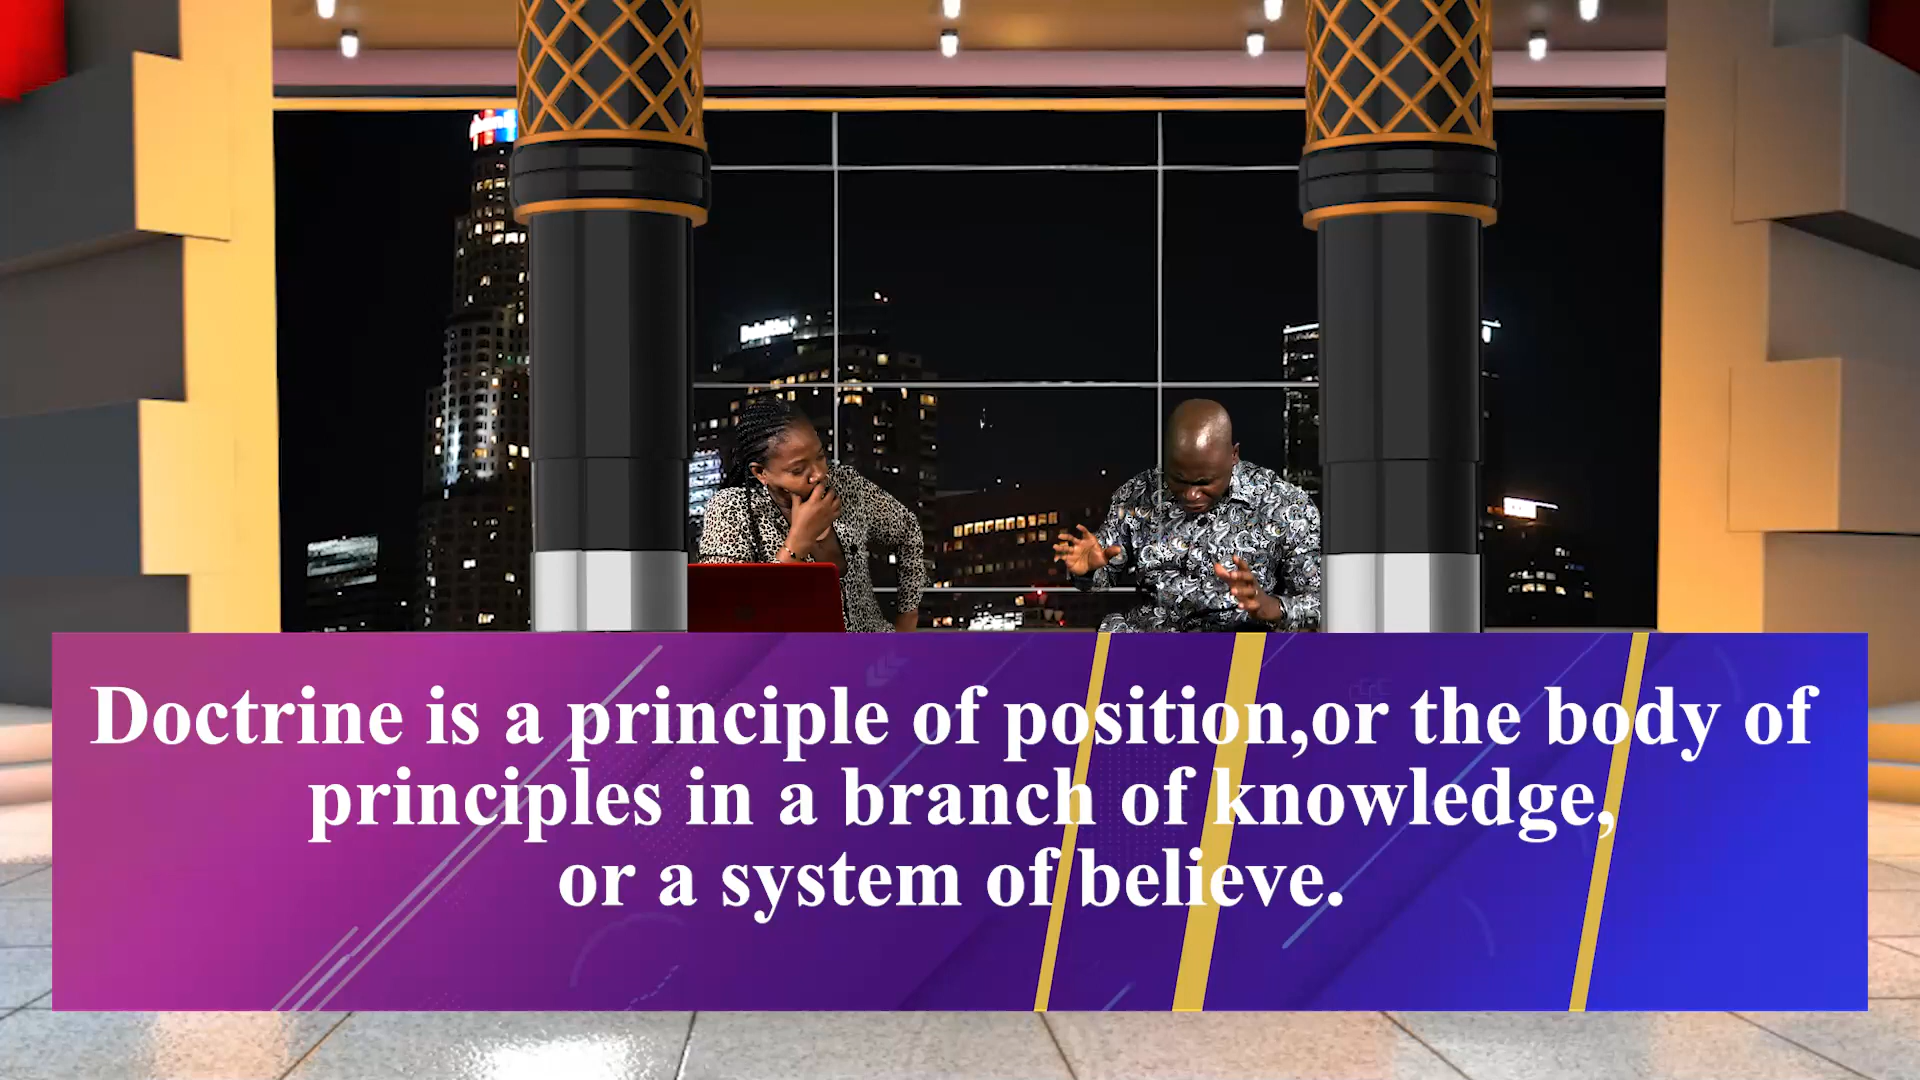 Doctrine is a principle of position,or the body of
principles in a branch of knowledge,
or a system of believe.